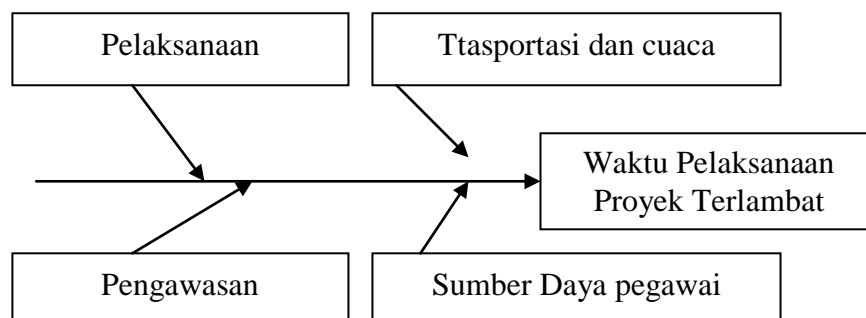 Pelaksanaan
Ttasportasi dan cuaca
Waktu Pelaksanaan
Proyek Terlambat
Pengawasan
Sumber Daya pegawai